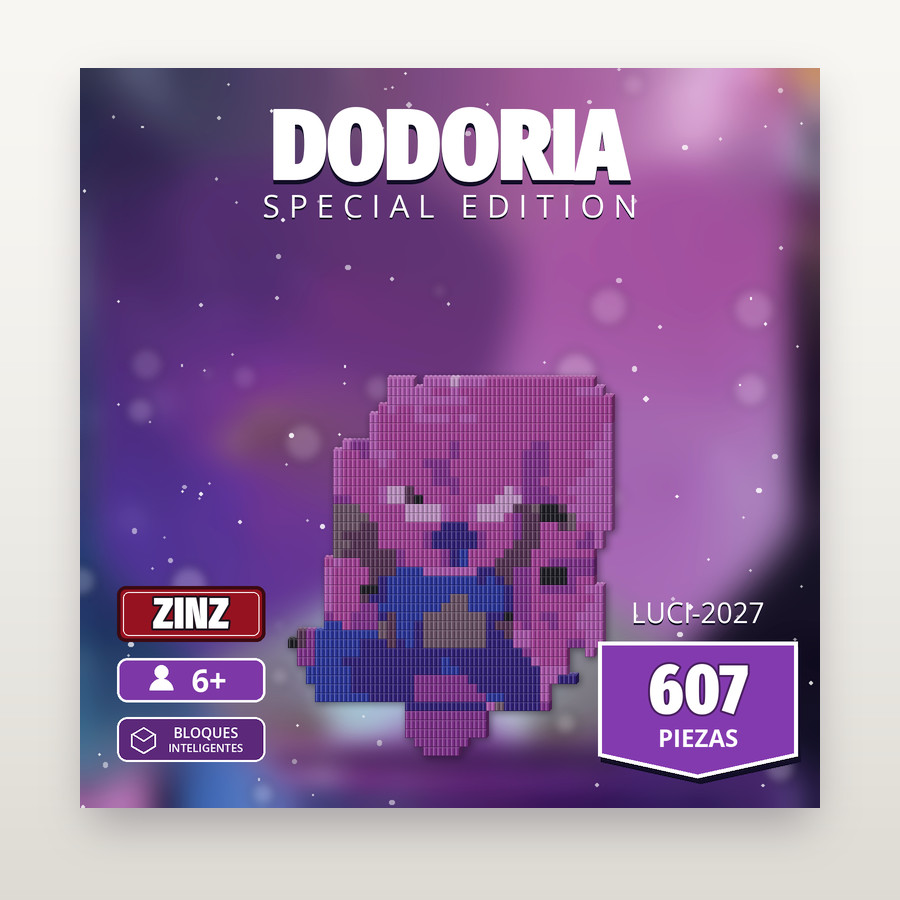 DODORIA
SPECIAL EDITION
ZINZ
6+
BLOQUES
INTELIGENTES
LUCI-2027
607
PIEZAS